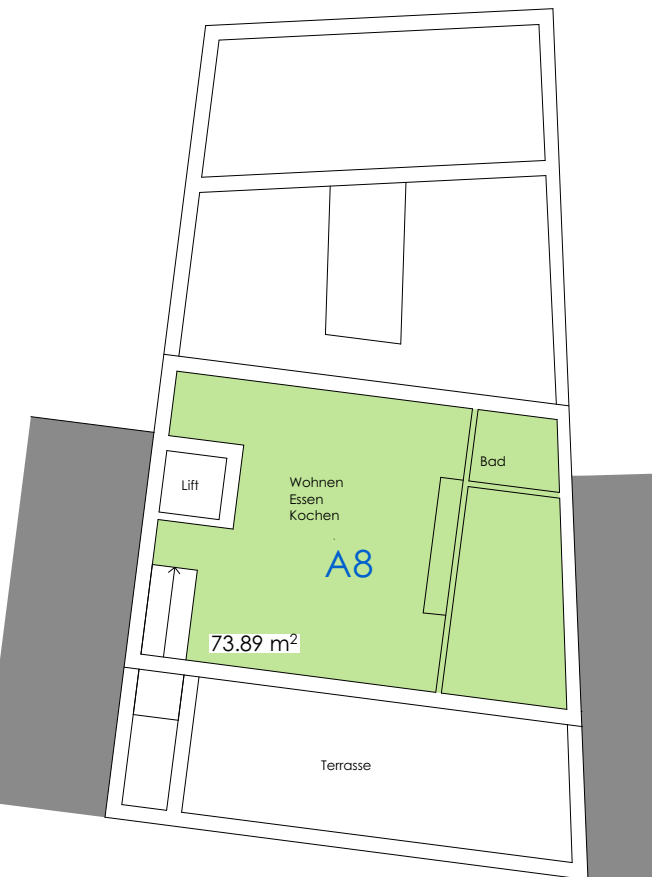 Bad
Wohnen
Essen
Kochen
Lift
A8
73.89 m²
Terrasse